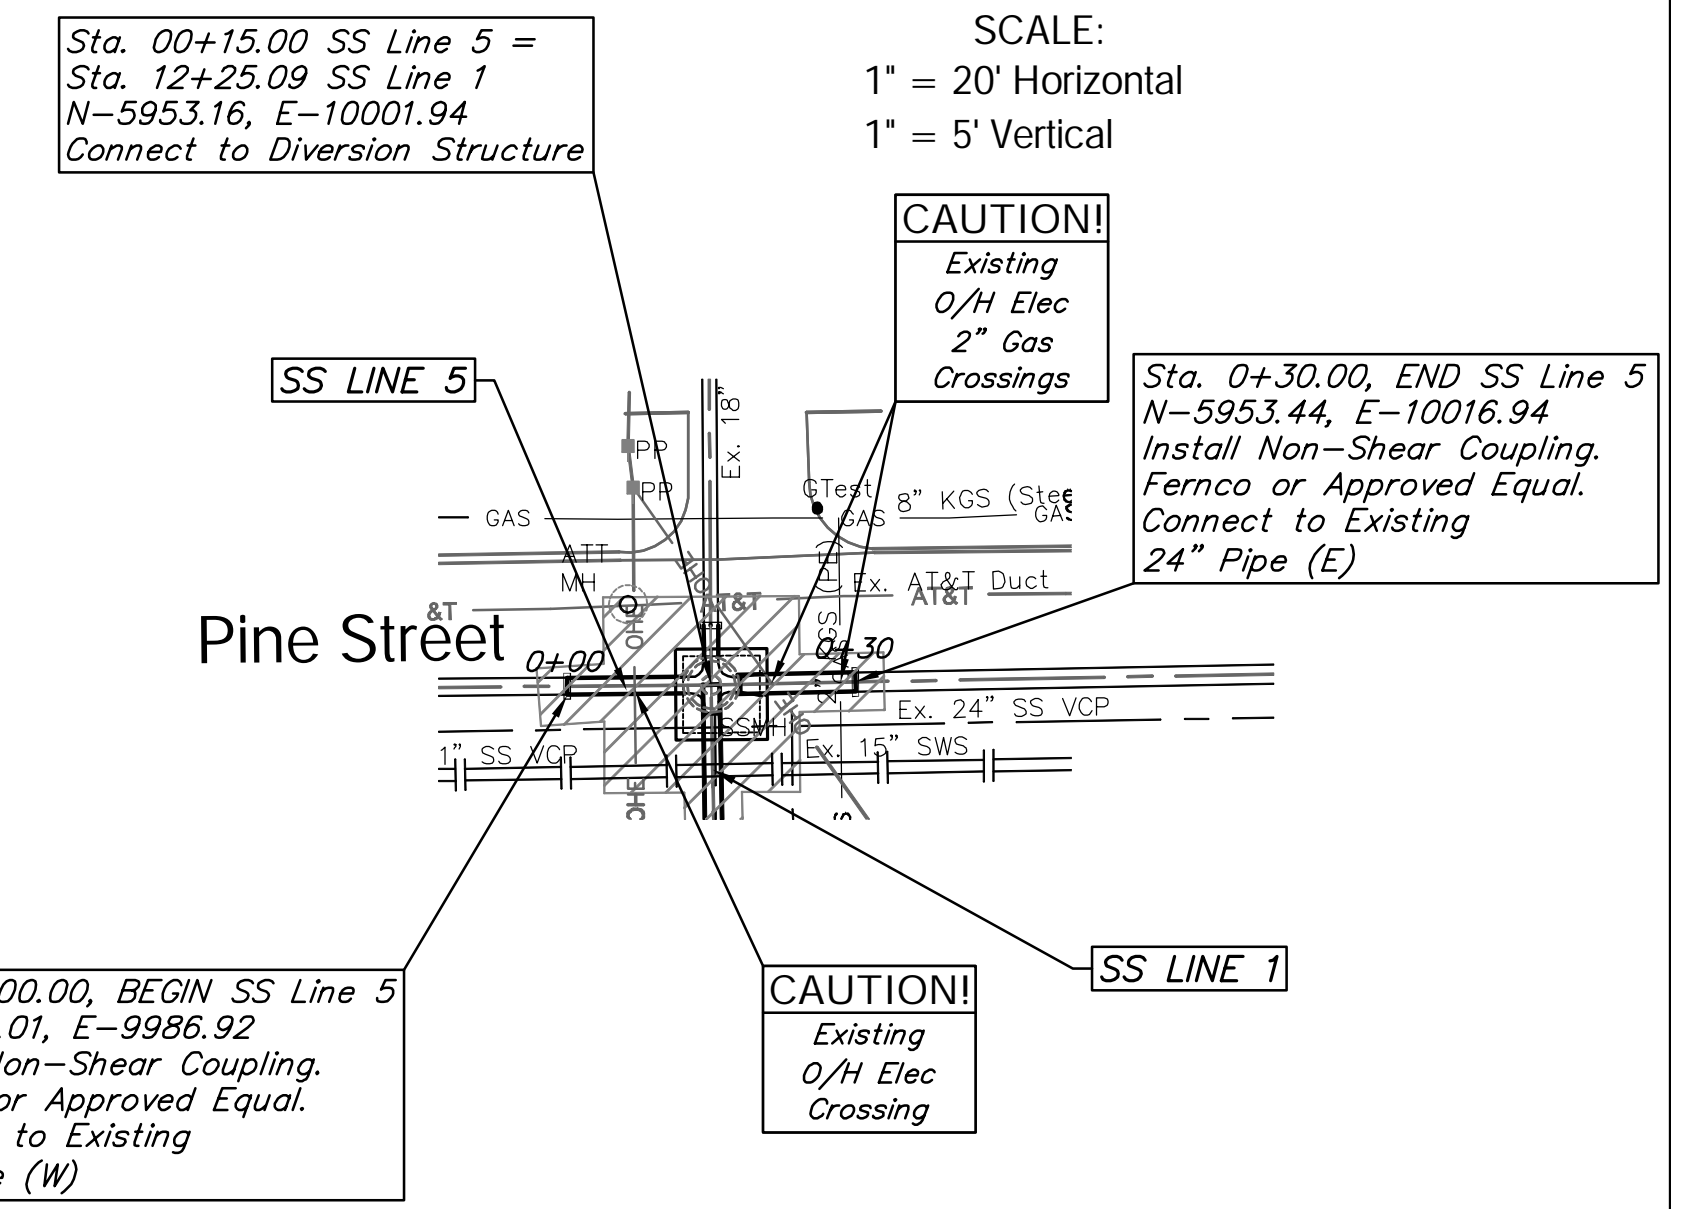 Sta. 00+15.00 SS Line 5 =
Sta. 12+25.09 SS Line 1
N-5953.16, E-10001.94
Connect to Diversion Structure
SCALE:
1" = 20' Horizontal
1" = 5' Vertical
CAUTION!
Existing
O/H Elec
2" Gas
Crossings
SS LINE 5
Sta. 0+30.00, END SS Line 5
N-5953.44, E-10016.94
Install Non-Shear Coupling.
Fernco or Approved Equal.
Connect to Existing
24" Pipe (E)
Ex. 18"
PP
PP
GTest
8" KGS (Stee
GAS
GAS
GAS
ATT
MH
Ex. AT&T Duct
&T
AT&T
AT&T
Pine Street
0+00
0+30
OHE
Ex. 24" SS VCP
SSMH
1" SS VCP
Ex. 15" SWS
OHE
SS LINE 1
00.00, BEGIN SS Line 5
.01, E-9986.92
Non-Shear Coupling.
or Approved Equal.
to Existing
e (W)
CAUTION!
Existing
O/H Elec
Crossing